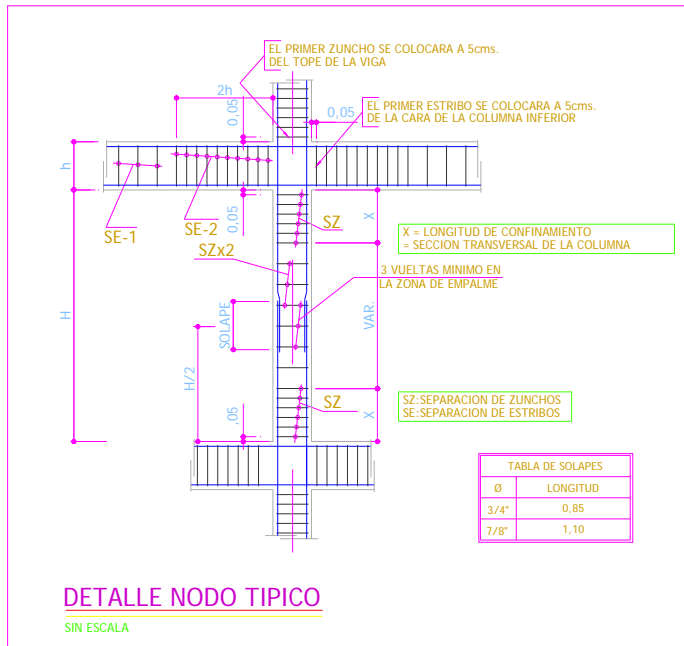 EL PRIMER ZUNCHO SE COLOCARA A 5cms.
DEL TOPE DE LA VIGA
2h
0,05
0,05
EL PRIMER ESTRIBO SE COLOCARA A 5cms.
DE LA CARA DE LA COLUMNA INFERIOR
h
SE-1
SE-2
0,05
SZ
X
SZx2
X = LONGITUD DE CONFINAMIENTO
= SECCION TRANSVERSAL DE LA COLUMNA
3 VUELTAS MINIMO EN
LA ZONA DE EMPALME
H
SOLAPE
VAR.
H/2
,05
SZ
X
SZ:SEPARACION DE ZUNCHOS
SE:SEPARACION DE ESTRIBOS
TABLA DE SOLAPES
Ø LONGITUD
3/4" 0,85
7/8" 1,10
DETALLE NODO TIPICO
SIN ESCALA